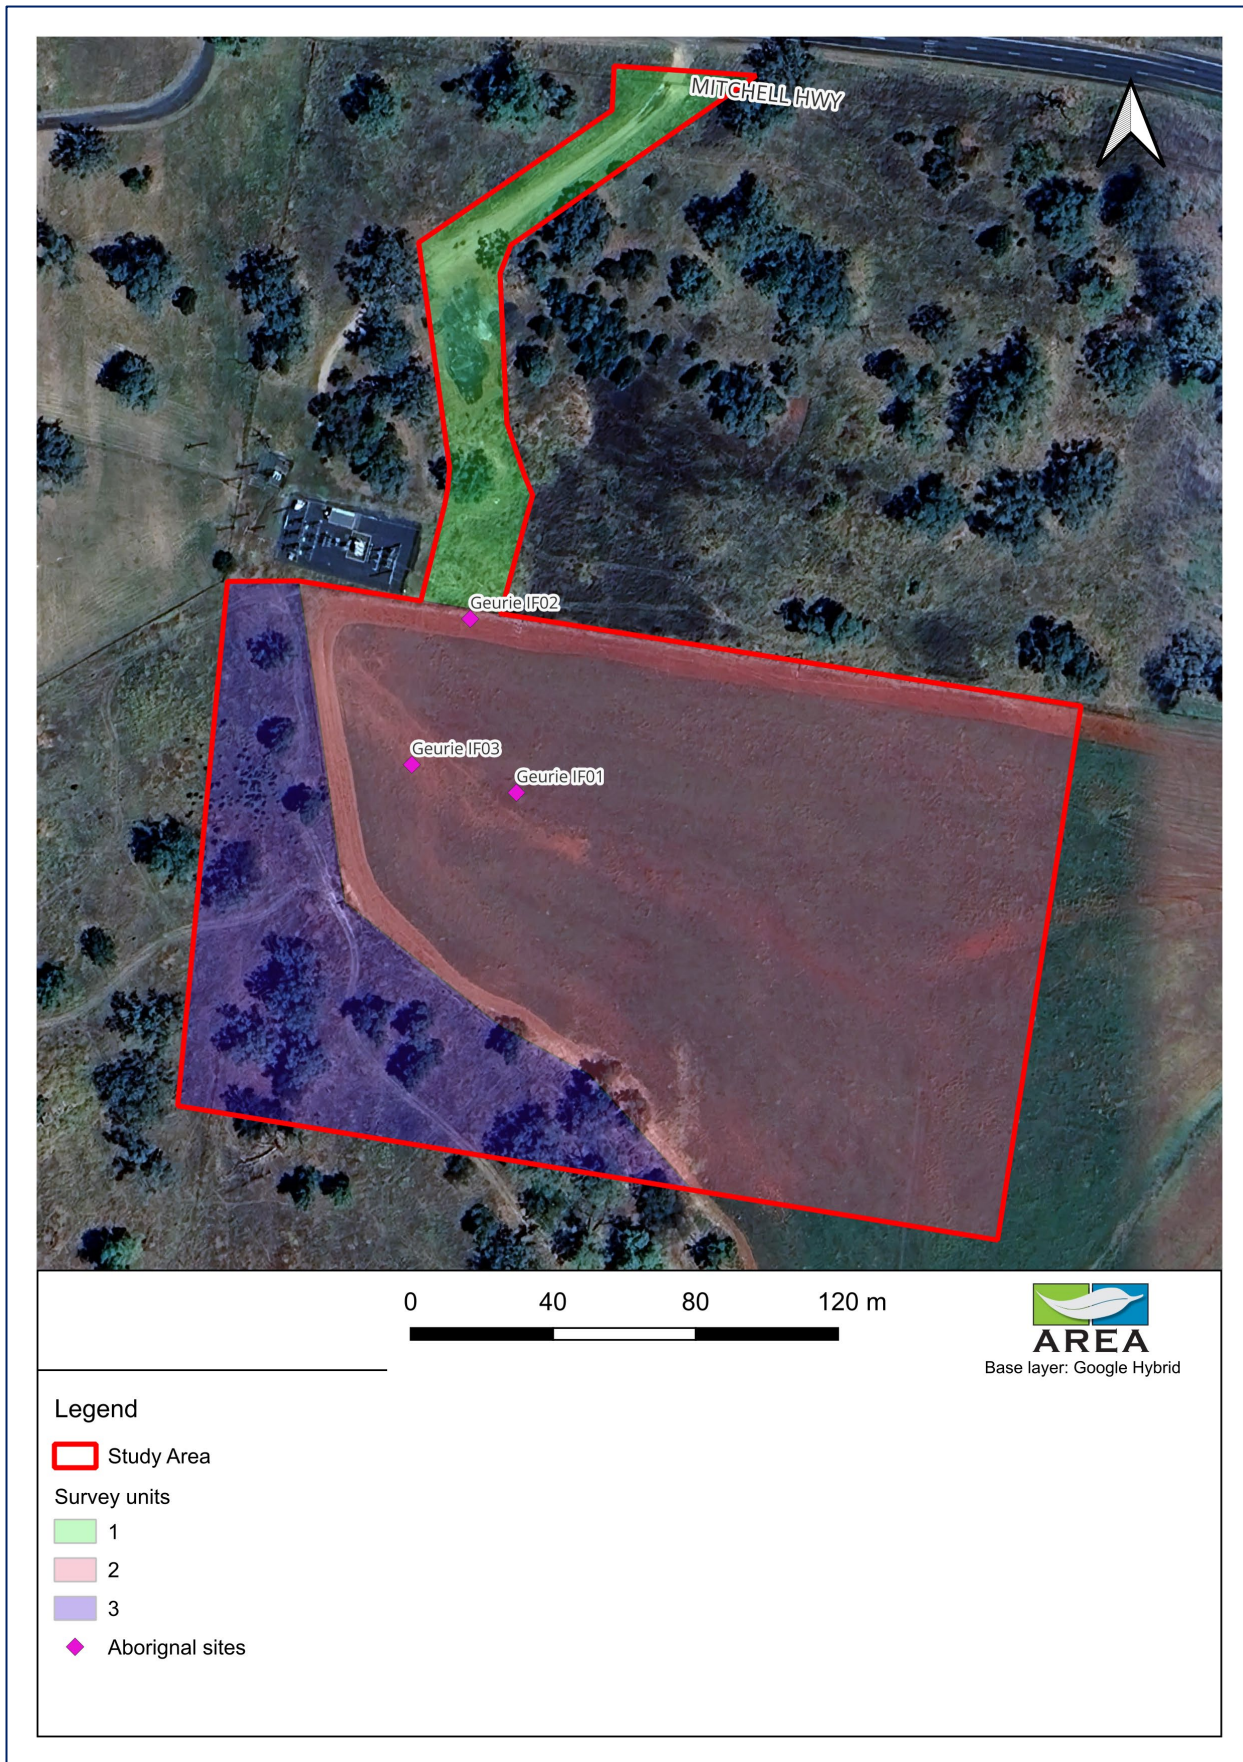 MITCHELL HWY
Geurie IF02
Geurie IF03
Geurie IF01
0 40 80 120 m
AREA
Base layer: Google Hybrid
Legend
Study Area
Survey units
1
2
3
Aborignal sites